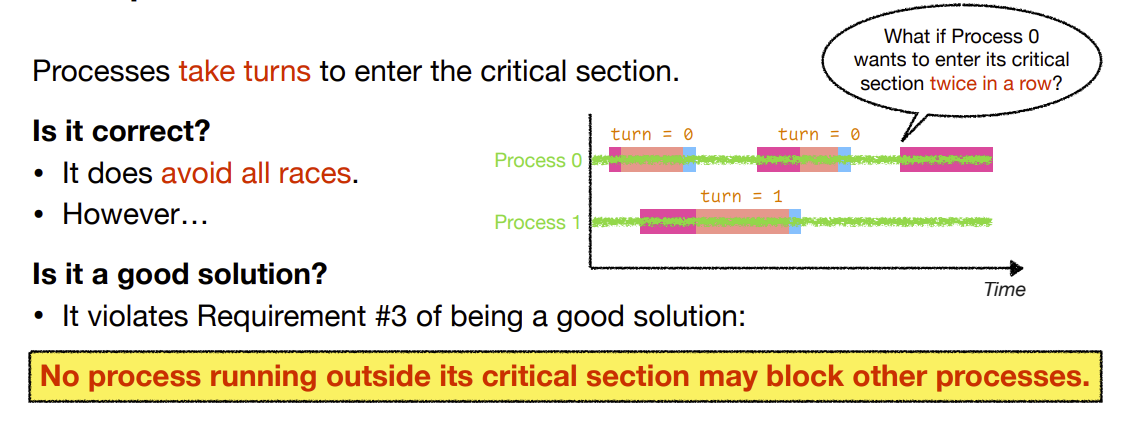 Processes take turns to enter the critical section.
What if Process 0
wants to enter its critical
section twice in a row?
Is it correct?
• It does avoid all races.
• However…
turn = 0
turn = 0
Process 0
turn = 1
Process 1
Time
Is it a good solution?
• It violates Requirement #3 of being a good solution:
No process running outside its critical section may block other processes.